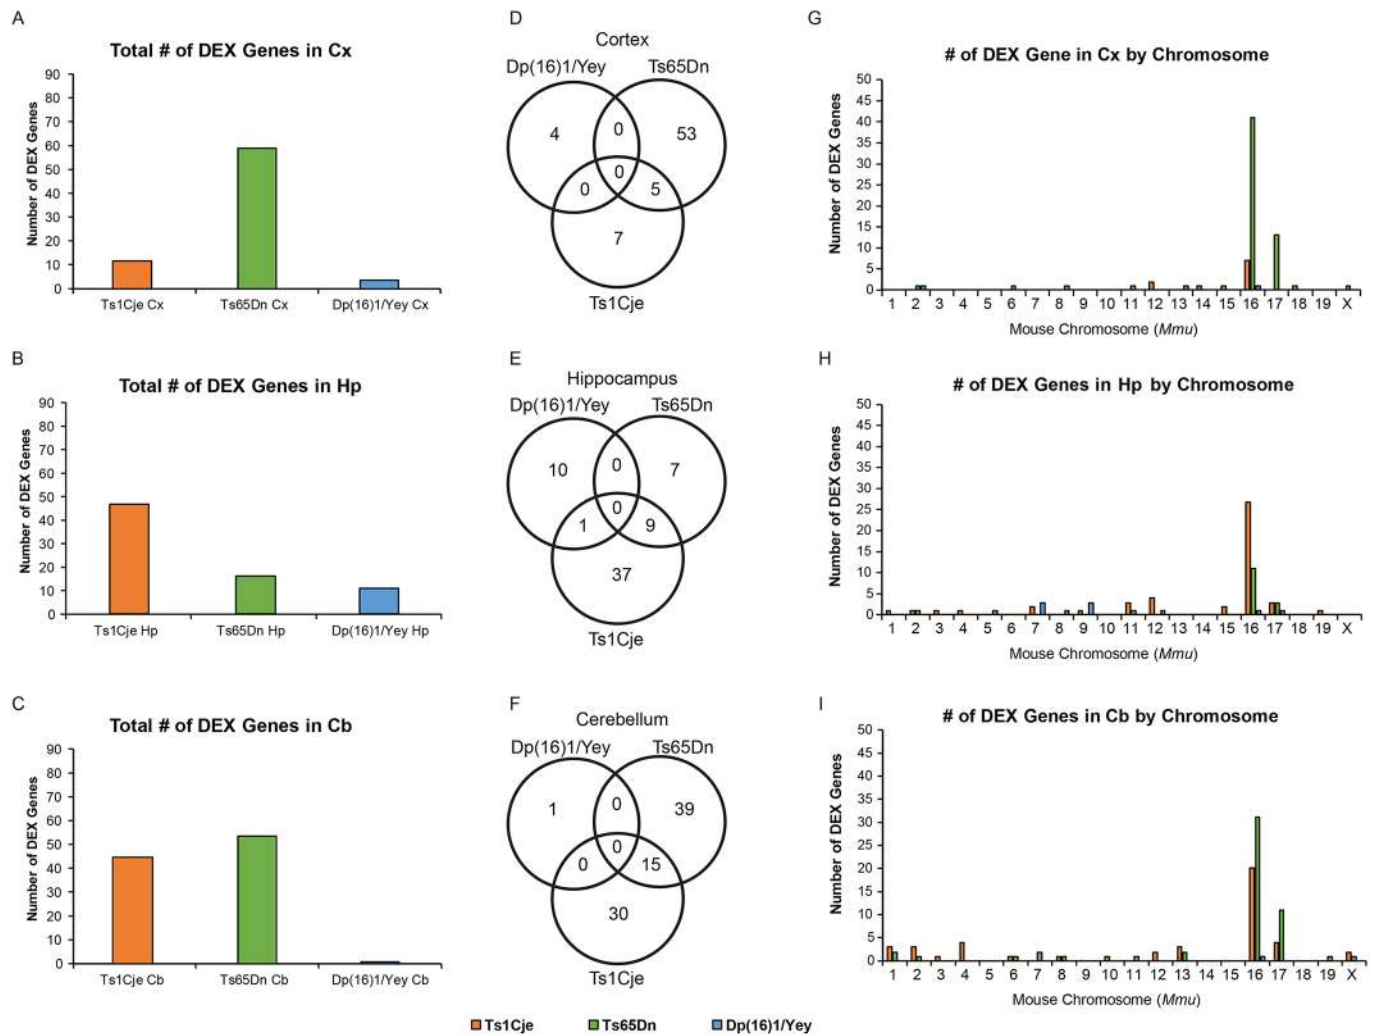 A
Total # of DEX Genes in Cx
Number of DEX Genes
90
80
70
60
50
40
30
20
10
0
Ts1Cje Cx
Ts65Dn Cx
Dp(16)1/Yey Cx
D
Cortex
Dp(16)1/Yey
Ts65Dn
4
0
53
0
0
5
7
Ts1Cje
G
# of DEX Gene in Cx by Chromosome
Number of DEX Genes
50
45
40
35
30
25
20
15
10
5
0
1 2 3 4 5 6 7 8 9 10 11 12 13 14 15 16 17 18 19 X
Mouse Chromosome (Mmu)
B
Total # of DEX Genes in Hp
Number of DEX Genes
90
80
70
60
50
40
30
20
10
0
Ts1Cje Hp
Ts65Dn Hp
Dp(16)1/Yey Hp
E
Hippocampus
Dp(16)1/Yey
Ts65Dn
10
0
7
0
1
9
37
Ts1Cje
H
# of DEX Genes in Hp by Chromosome
Number of DEX Genes
50
45
40
35
30
25
20
15
10
5
0
1 2 3 4 5 6 7 8 9 10 11 12 13 14 15 16 17 18 19 X
Mouse Chromosome (Mmu)
C
Total # of DEX Genes in Cb
Number of DEX Genes
90
80
70
60
50
40
30
20
10
0
Ts1Cje Cb
Ts65Dn Cb
Dp(16)1/Yey Cb
F
Cerebellum
Dp(16)1/Yey
Ts65Dn
1
0
39
0
0
15
30
Ts1Cje
I
# of DEX Genes in Cb by Chromosome
Number of DEX Genes
50
45
40
35
30
25
20
15
10
5
0
1 2 3 4 5 6 7 8 9 10 11 12 13 14 15 16 17 18 19 X
Mouse Chromosome (Mmu)
Ts1Cje
Ts65Dn
Dp(16)1/Yey